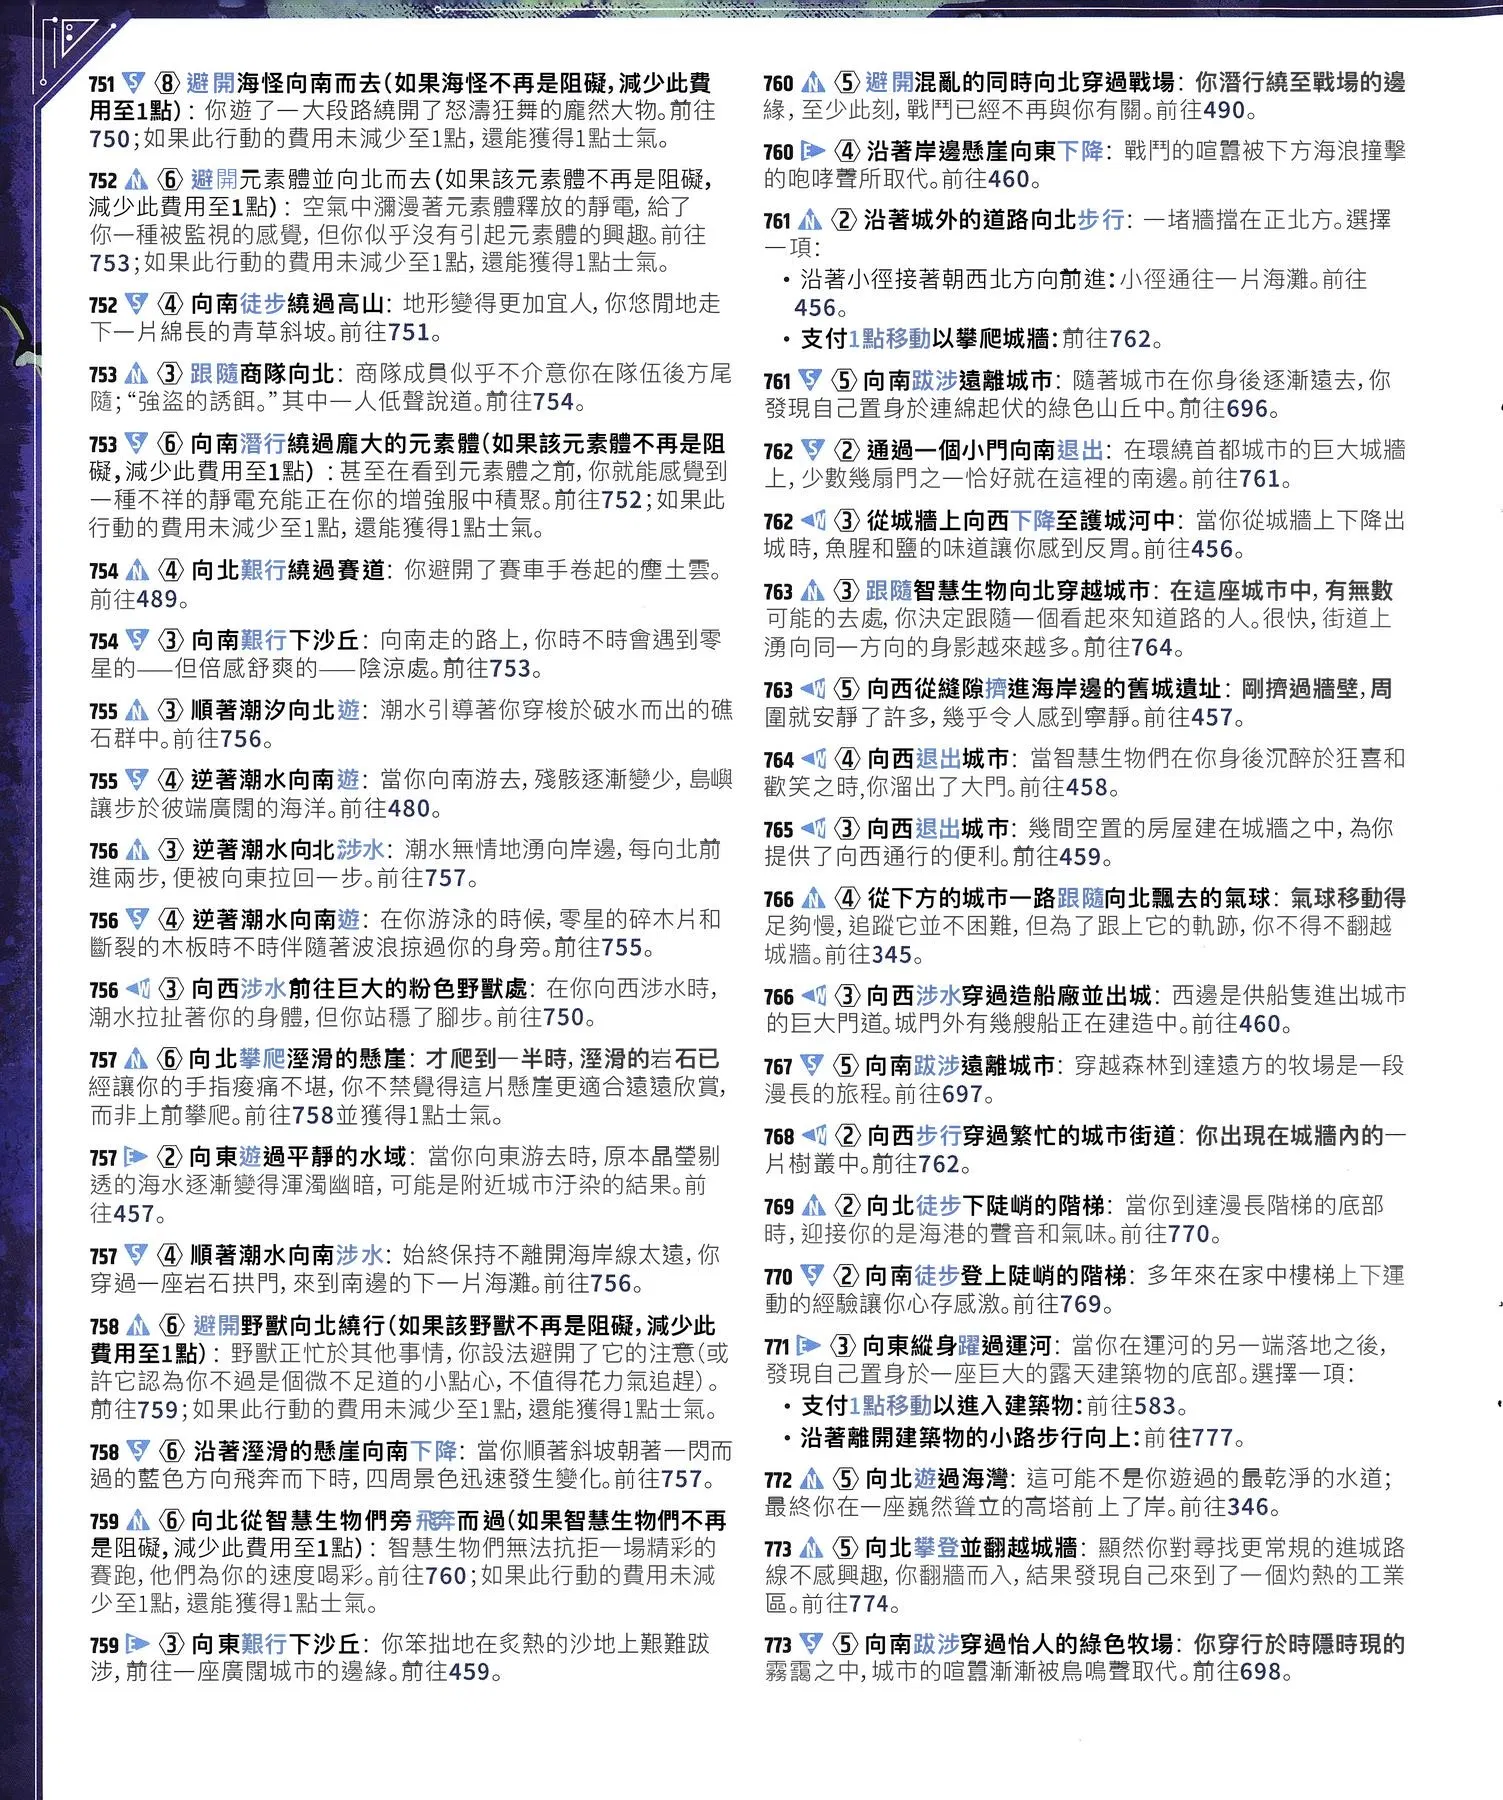 751 S 8 避開海怪向南而去(如果海怪不再是阻礙,減少此費
用至1點):你遊了一大段路繞開了怒濤狂舞的龐然大物。前往
750;如果此行動的費用未減少至1點,還能獲得1點士氣。
752 N 6 避開元素體並向北而去(如果該元素體不再是阻礙,
減少此費用至1點):空氣中瀰漫著元素體釋放的靜電,給了
你一種被監視的感覺,但你似乎沒有引起元素體的興趣。前往
753;如果此行動的費用未減少至1點,還能獲得1點士氣。
752 S 4 向南徒步繞過高山:地形變得更加宜人,你悠閒地走
下一片綿長的青草斜坡。前往751。
753 N 3 跟隨商隊向北:商隊成員似乎不介意你在隊伍後方尾
隨;“強盜的誘餌。”其中一人低聲說道。前往754。
753 S 6 向南潛行繞過龐大的元素體(如果該元素體不再是阻
礙,減少此費用至1點):甚至在看到元素體之前,你就能感覺到
一種不祥的靜電充能正在你的增強服中積聚。前往752;如果此
行動的費用未減少至1點,還能獲得1點士氣。
754 N 4 向北艱行繞過賽道:你避開了賽車手卷起的塵土雲。
前往489。
754 S 3 向南艱行下沙丘:向南走的路上,你時不時會遇到零
星的——但倍感舒爽的——陰涼處。前往753。
755 N 3 順著潮汐向北遊:潮水引導著你穿梭於破水而出的礁
石群中。前往756。
755 S 4 逆著潮水向南遊:當你向南游去,殘骸逐漸變少,島嶼
讓步於彼端廣闊的海洋。前往480。
756 N 3 逆著潮水向北涉水:潮水無情地湧向岸邊,每向北前
進兩步,便被向東拉回一步。前往757。
756 S 4 逆著潮水向南遊:在你游泳的時候,零星的碎木片和
斷裂的木板時不時伴隨著波浪掠過你的身旁。前往755。
756 W 3 向西涉水前往巨大的粉色野獸處:在你向西涉水時,
潮水拉扯著你的身體,但你站穩了腳步。前往750。
757 N 6 向北攀爬溼滑的懸崖:才爬到一半時,溼滑的岩石已
經讓你的手指痠痛不堪,你不禁覺得這片懸崖更適合遠遠欣賞,
而非上前攀爬。前往758並獲得1點士氣。
757 E 2 向東遊過平靜的水域:當你向東游去時,原本晶瑩剔
透的海水逐漸變得渾濁幽暗,可能是附近城市汙染的結果。前
往457。
757 S 4 順著潮水向南涉水:始終保持不離開海岸線太遠,你
穿過一座岩石拱門,來到南邊的下一片海灘。前往756。
758 N 6 避開野獸向北繞行(如果該野獸不再是阻礙,減少此
費用至1點):野獸正忙於其他事情,你設法避開了它的注意(或
許它認為你不過是個微不足道的小點心,不值得花力氣追趕)。
前往759;如果此行動的費用未減少至1點,還能獲得1點士氣。
758 S 6 沿著溼滑的懸崖向南下降:當你順著斜坡朝著一閃而
過的藍色方向飛奔而下時,四周景色迅速發生變化。前往757。
759 N 6 向北從智慧生物們旁飛奔而過(如果智慧生物們不再
是阻礙,減少此費用至1點):智慧生物們無法抗拒一場精彩的
賽跑,他們為你的速度喝彩。前往760;如果此行動的費用未減
少至1點,還能獲得1點士氣。
759 E 3 向東艱行下沙丘:你笨拙地在炙熱的沙地上艱難跋
涉,前往一座廣闊城市的邊緣。前往459。
760 N 5 避開混亂的同時向北穿過戰場:你潛行繞至戰場的邊
緣,至少此刻,戰鬥已經不再與你有關。前往490。
760 E 4 沿著岸邊懸崖向東下降:戰鬥的喧囂被下方海浪撞擊
的咆哮聲所取代。前往460。
761 N 2 沿著城外的道路向北步行:一堵牆擋在正北方。選擇
一項:
・沿著小徑接著朝西北方向前進:小徑通往一片海灘。前往
456。
・支付1點移動以攀爬城牆:前往762。
761 S 5 向南跋涉遠離城市:隨著城市在你身後逐漸遠去,你
發現自己置身於連綿起伏的綠色山丘中。前往696。
762 S 2 通過一個小門向南退出:在環繞首都城市的巨大城牆
上,少數幾扇門之一恰好就在這裡的南邊。前往761。
762 W 3 從城牆上向西下降至護城河中:當你從城牆上下降出
城時,魚腥和鹽的味道讓你感到反胃。前往456。
763 N 3 跟隨智慧生物向北穿越城市:在這座城市中,有無數
可能的去處,你決定跟隨一個看起來知道路的人。很快,街道上
湧向同一方向的身影越來越多。前往764。
763 W 5 向西從縫隙擠進海岸邊的舊城遺址:剛擠過牆壁,周
圍就安靜了許多,幾乎令人感到寧靜。前往457。
764 W 4 向西退出城市:當智慧生物們在你身後沉醉於狂喜和
歡笑之時,你溜出了大門。前往458。
765 W 3 向西退出城市:幾間空置的房屋建在城牆之中,為你
提供了向西通行的便利。前往459。
766 N 4 從下方的城市一路跟隨向北飄去的氣球:氣球移動得
足夠慢,追蹤它並不困難,但為了跟上它的軌跡,你不得不翻越
城牆。前往345。
766 W 3 向西涉水穿過造船廠並出城:西邊是供船隻進出城市
的巨大門道。城門外有幾艘船正在建造中。前往460。
767 S 5 向南跋涉遠離城市:穿越森林到達遠方的牧場是一段
漫長的旅程。前往697。
768 W 2 向西步行穿過繁忙的城市街道:你出現在城牆內的一
片樹叢中。前往762。
769 N 2 向北徒步下陡峭的階梯:當你到達漫長階梯的底部
時,迎接你的是海港的聲音和氣味。前往770。
770 S 2 向南徒步登上陡峭的階梯:多年來在家中樓梯上下運
動的經驗讓你心存感激。前往769。
771 E 3 向東縱身躍過運河:當你在運河的另一端落地之後,
發現自己置身於一座巨大的露天建築物的底部。選擇一項:
・支付1點移動以進入建築物:前往583。
・沿著離開建築物的小路步行向上:前往777。
772 N 5 向北遊過海灣:這可能不是你遊過的最乾淨的水道;
最終你在一座巍然聳立的高塔前上了岸。前往346。
773 N 5 向北攀登並翻越城牆:顯然你對尋找更常規的進城路
線不感興趣,你翻牆而入,結果發現自己來到了一個灼熱的工業
區。前往774。
773 S 5 向南跋涉穿過怡人的綠色牧場:你穿行於時隱時現的
霧靄之中,城市的喧囂漸漸被鳥鳴聲取代。前往698。